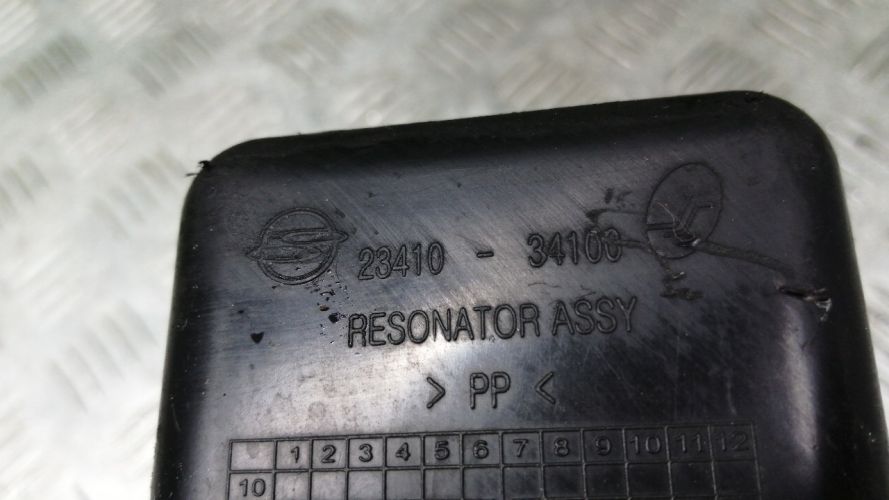 23410 - 34100
RESONATOR ASSY
> PP <
1 2 3 4 5 6 7 8 9 10 11 12
10